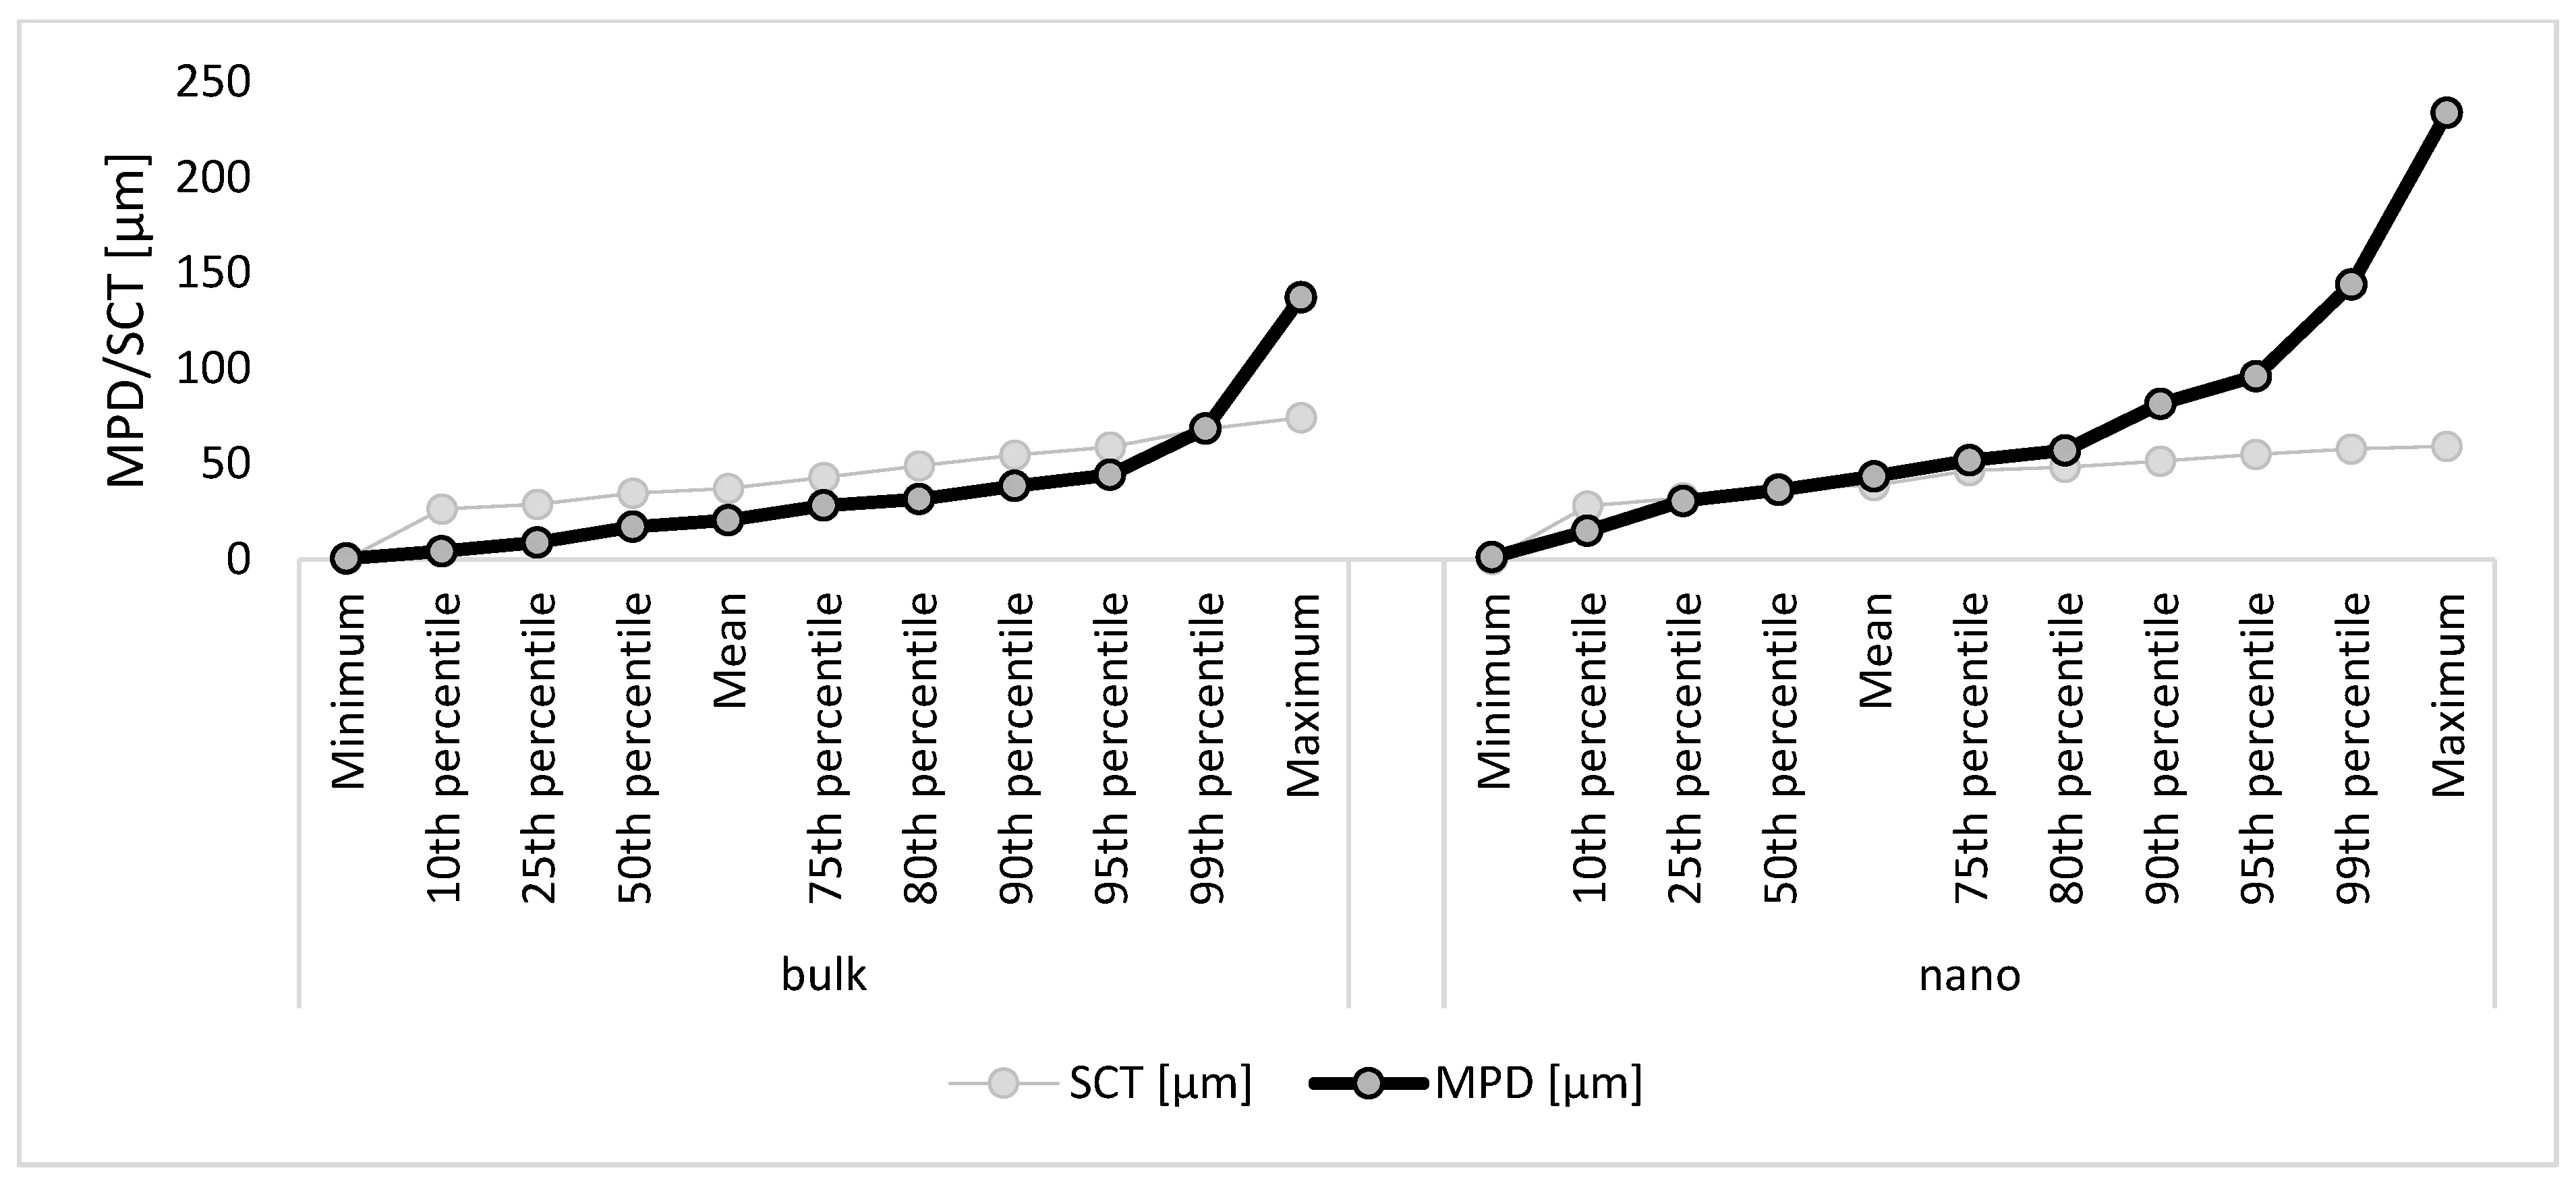 MPD/SCT [µm]
250
200
150
100
50
0
Minimum
10th percentile
25th percentile
50th percentile
Mean
75th percentile
80th percentile
90th percentile
95th percentile
99th percentile
Maximum
Minimum
10th percentile
25th percentile
50th percentile
Mean
75th percentile
80th percentile
90th percentile
95th percentile
99th percentile
Maximum
bulk
nano
SCT [µm]
MPD [µm]